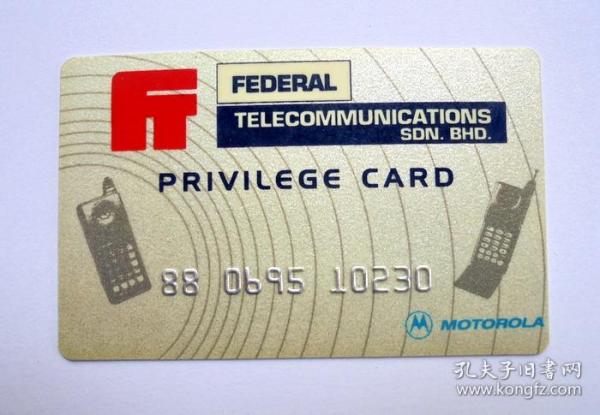 FEDERAL
TELECOMMUNICATIONS
SDN. BHD.
PRIVILEGE CARD
88 0695 10230
MOTOROLA
孔夫子旧书网
www.kongfz.com